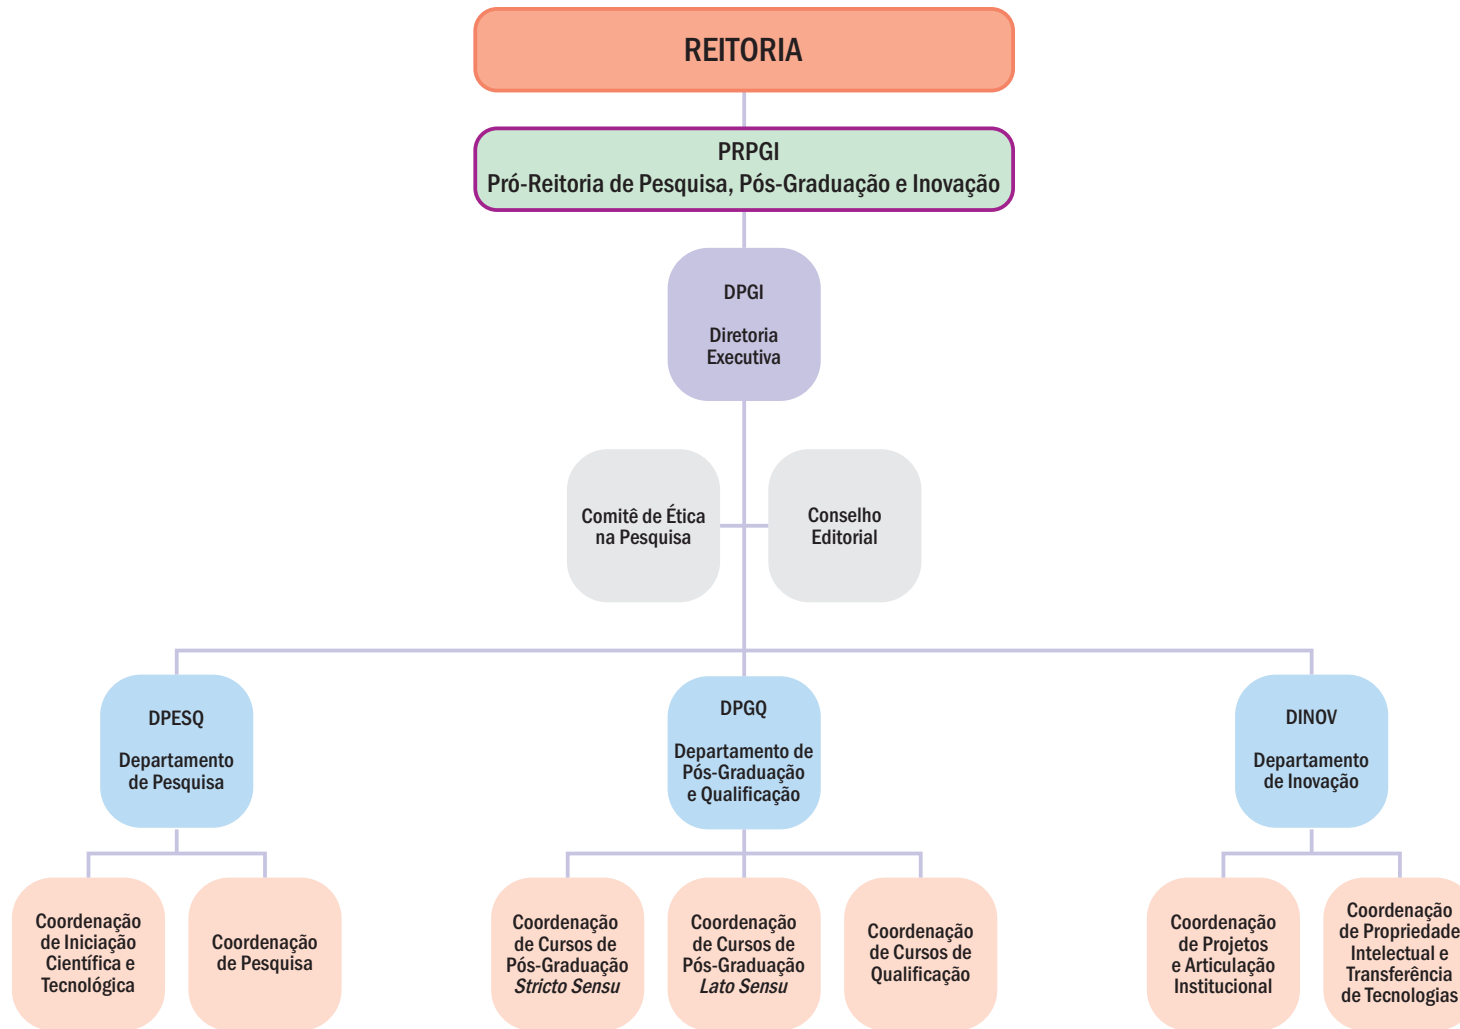 REITORIA
PRPGI
Pró-Reitoria de Pesquisa, Pós-Graduação e Inovação
DPGI
Diretoria
Executiva
Comitê de Ética
na Pesquisa
Conselho
Editorial
DPESQ
Departamento
de Pesquisa
DPGQ
Departamento de
Pós-Graduação
e Qualificação
DINOV
Departamento
de Inovação
Coordenação
de Iniciação
Científica e
Tecnológica
Coordenação
de Pesquisa
Coordenação
de Cursos de
Pós-Graduação
Stricto Sensu
Coordenação
de Cursos de
Pós-Graduação
Lato Sensu
Coordenação
de Cursos de
Qualificação
Coordenação
de Projetos
e Articulação
Institucional
Coordenação
de Propriedade
Intelectual e
Transferência
de Tecnologias